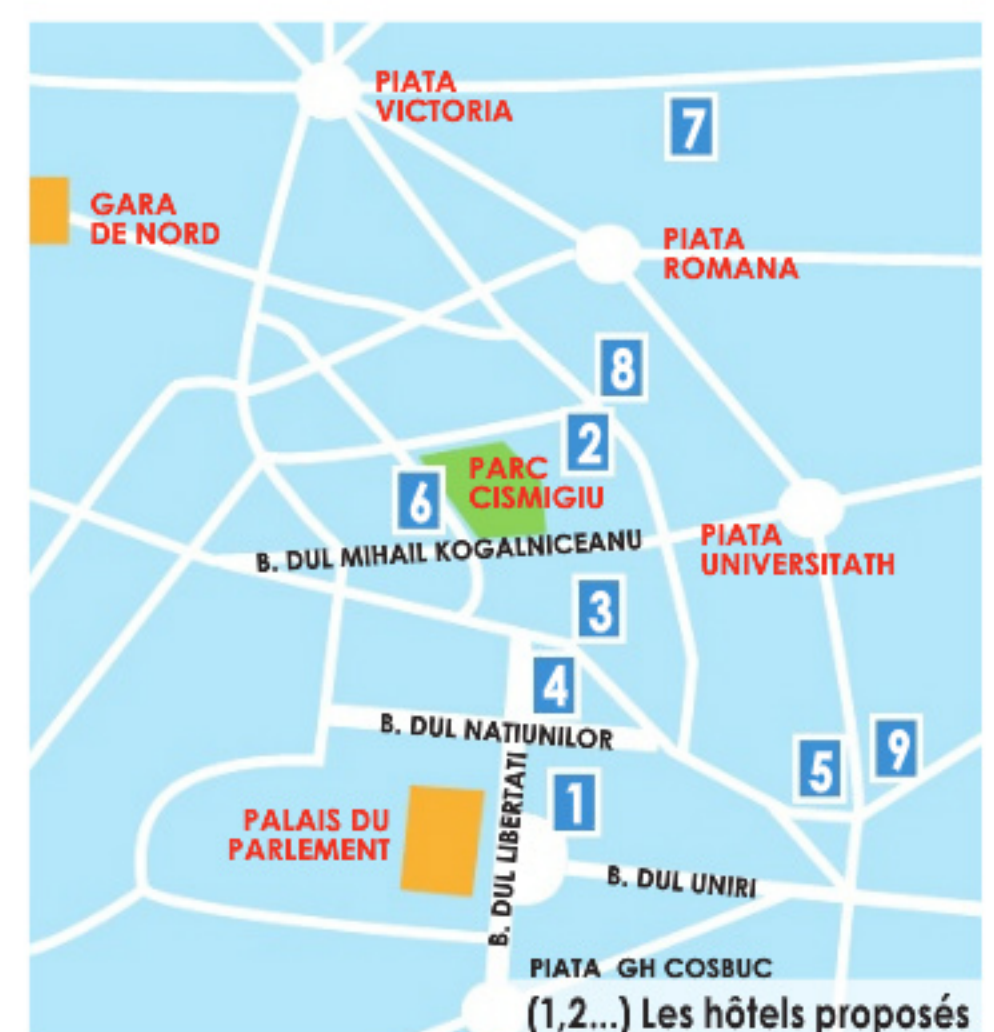 PIATA
VICTORIA
7
GARA
DE NORD
PIATA
ROMANA
8
2
PARC
CISMIGIU
6
B. DUL MIHAIL KOGALNICEANU
PIATA
UNIVERSITATH
3
4
B. DUL NATIUNILOR
5
9
1
PALAIS DU
PARLEMENT
B. DUL LIBERTATI
B. DUL UNIRI
PIATA GH COSBUC
(1,2...) Les hôtels proposés